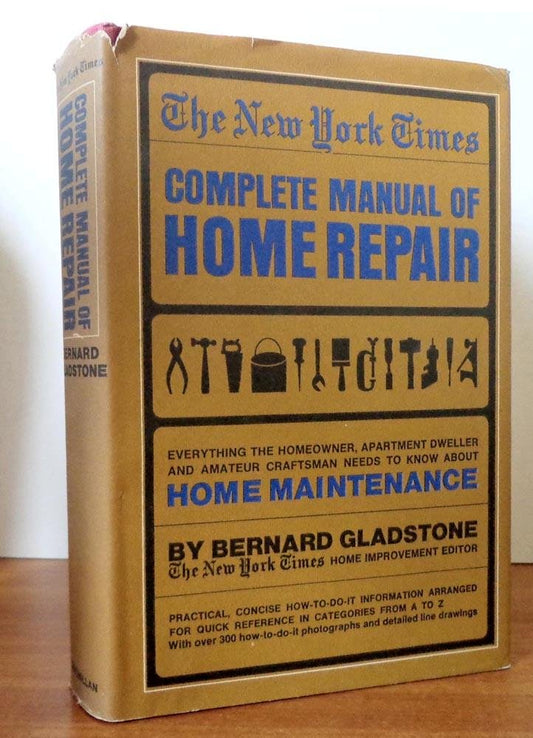 The New York Times
COMPLETE MANUAL OF
HOME REPAIR
BERNARD
GLADSTONE
The New York Times
COMPLETE MANUAL OF
HOME REPAIR
EVERYTHING THE HOMEOWNER, APARTMENT DWELLER
AND AMATEUR CRAFTSMAN NEEDS TO KNOW ABOUT
HOME MAINTENANCE
BY BERNARD GLADSTONE
The New York Times HOME IMPROVEMENT EDITOR
PRACTICAL, CONCISE HOW-TO-DO-IT INFORMATION ARRANGED
FOR QUICK REFERENCE IN CATEGORIES FROM A TO Z
With over 300 how-to-do-it photographs and detailed line drawings